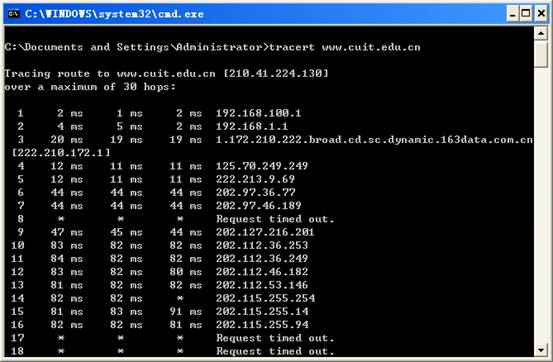 C:\WINDOWS\system32\cmd.exe
C:\Documents and Settings\Administrator>tracert www.cuit.edu.cn
Tracing route to www.cuit.edu.cn [210.41.224.130]
over a maximum of 30 hops:
1 2 ms 1 ms 2 ms 192.168.100.1
2 4 ms 5 ms 2 ms 192.168.1.1
3 20 ms 19 ms 19 ms 1.172.210.222.broad.cd.sc.dynamic.163data.com.cn
[222.210.172.1]
4 12 ms 11 ms 11 ms 125.70.249.249
5 12 ms 11 ms 11 ms 222.213.9.69
6 44 ms 44 ms 44 ms 202.97.36.77
7 44 ms 44 ms 44 ms 202.97.46.189
8 * * * Request timed out.
9 47 ms 45 ms 44 ms 202.127.216.201
10 83 ms 82 ms 82 ms 202.112.36.253
11 84 ms 82 ms 82 ms 202.112.36.249
12 83 ms 82 ms 80 ms 202.112.46.182
13 81 ms 82 ms 82 ms 202.112.53.146
14 82 ms 82 ms * 202.115.255.254
15 81 ms 83 ms 91 ms 202.115.255.14
16 82 ms 82 ms 81 ms 202.115.255.94
17 * * * Request timed out.
18 * * * Request timed out.